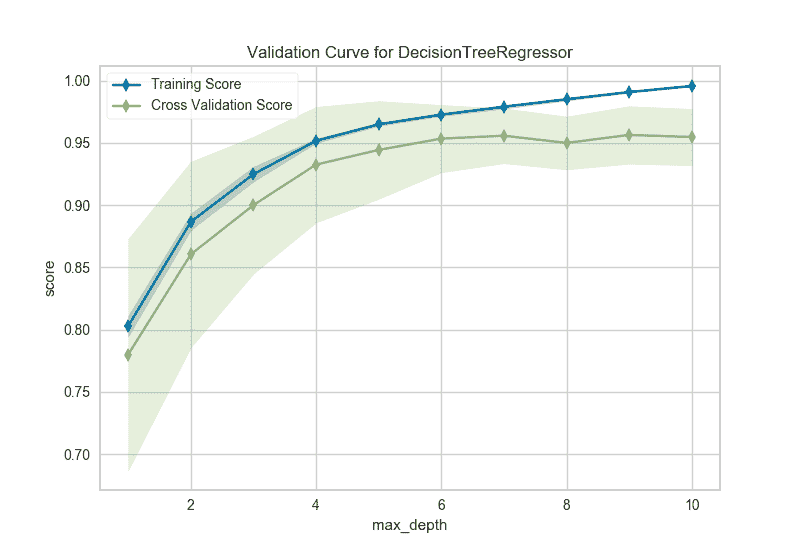 Validation Curve for DecisionTreeRegressor
Training Score
Cross Validation Score
1.00
0.95
0.90
0.85
0.80
0.75
0.70
score
2 4 6 8 10
max_depth